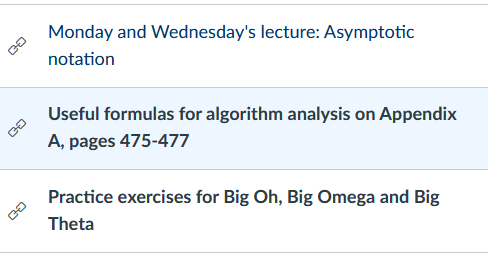 Monday and Wednesday's lecture: Asymptotic
notation
Useful formulas for algorithm analysis on Appendix
A, pages 475-477
Practice exercises for Big Oh, Big Omega and Big
Theta